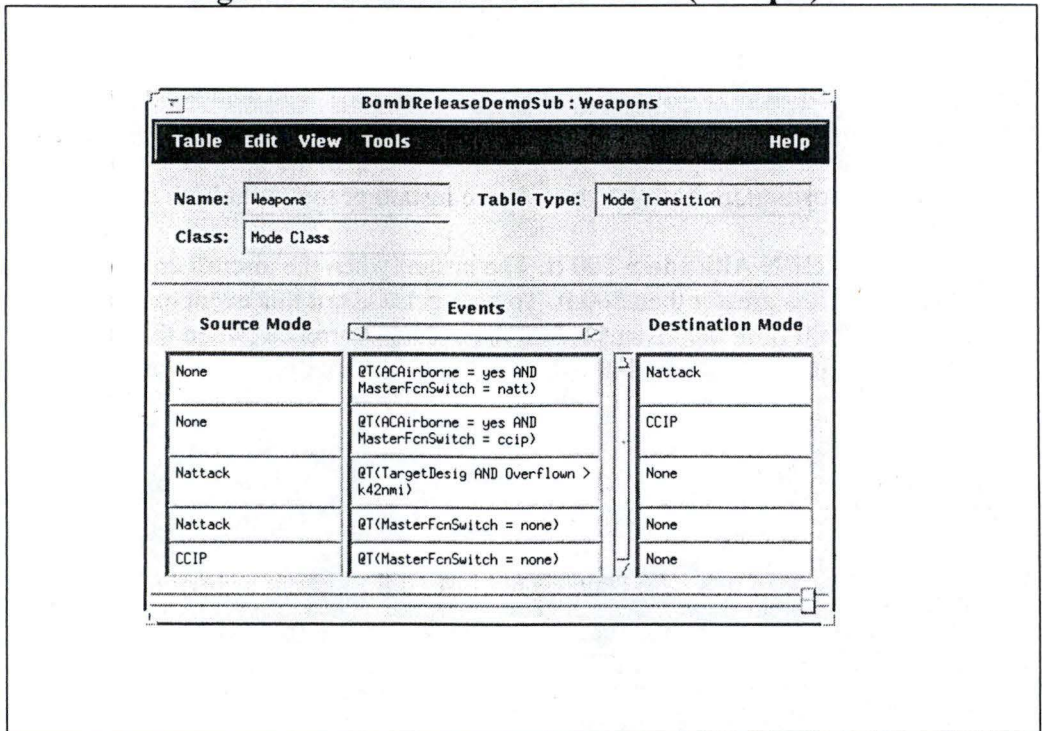 BombReleaseDemoSub : Weapons
Table Edit View Tools Help
Name: Weapons Table Type: Mode Transition
Class: Mode Class
Source Mode Events Destination Mode
None @T(ACAirborne = yes AND
MasterFcnSwitch = natt) Nattack
None @T(ACAirborne = yes AND
MasterFcnSwitch = ccip) CCIP
Nattack @T(TargetDesig AND Overflown >
k42nmi) None
Nattack @T(MasterFcnSwitch = none) None
CCIP @T(MasterFcnSwitch = none) None